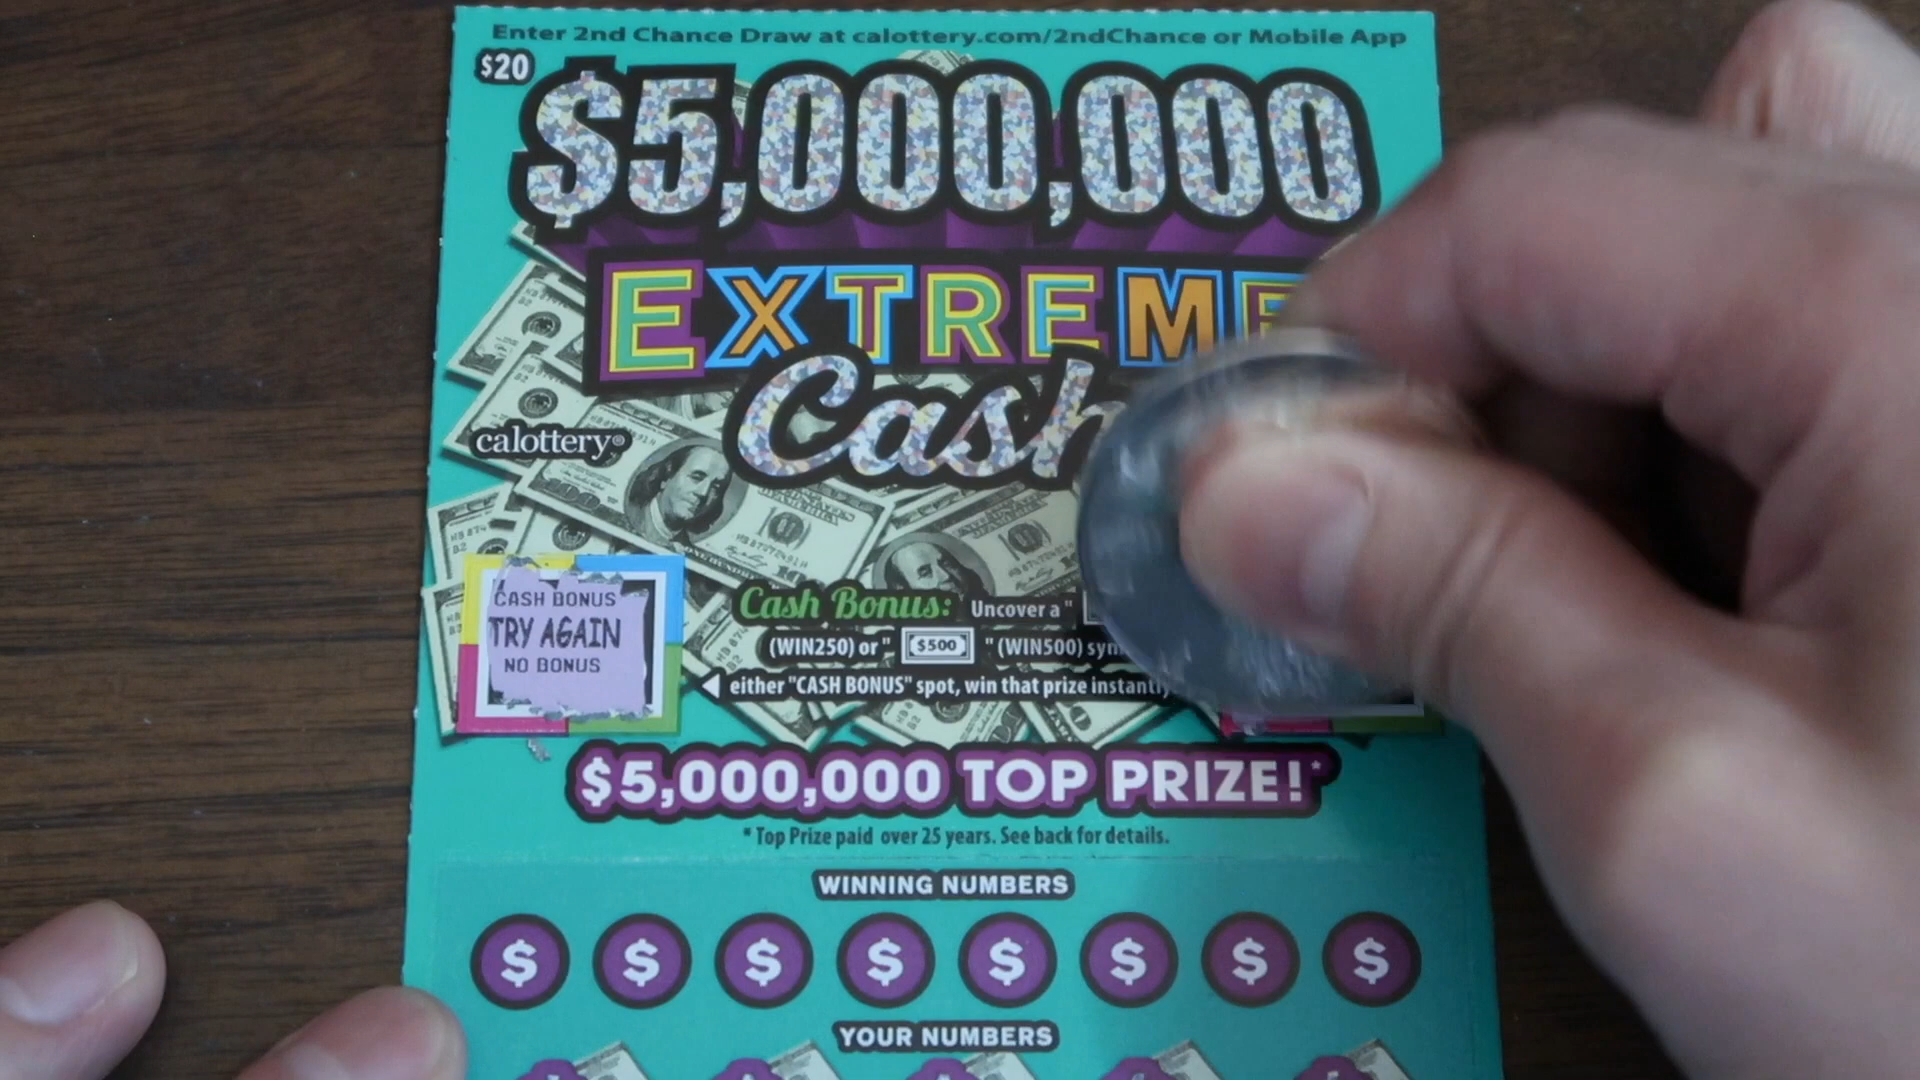 Enter 2nd Chance Draw at calottery.com/2ndChance or Mobile App
$20
$5,000,000
EXTREME
Cash
calottery®
CASH BONUS
TRY AGAIN
NO BONUS
Cash Bonus: Uncover a "
(WIN250) or " $500 " (WIN500)
either "CASH BONUS" spot, win that prize instantly
$5,000,000 TOP PRIZE!*
* Top Prize paid over 25 years. See back for details.
WINNING NUMBERS
$ $ $ $ $ $ $ $
YOUR NUMBERS